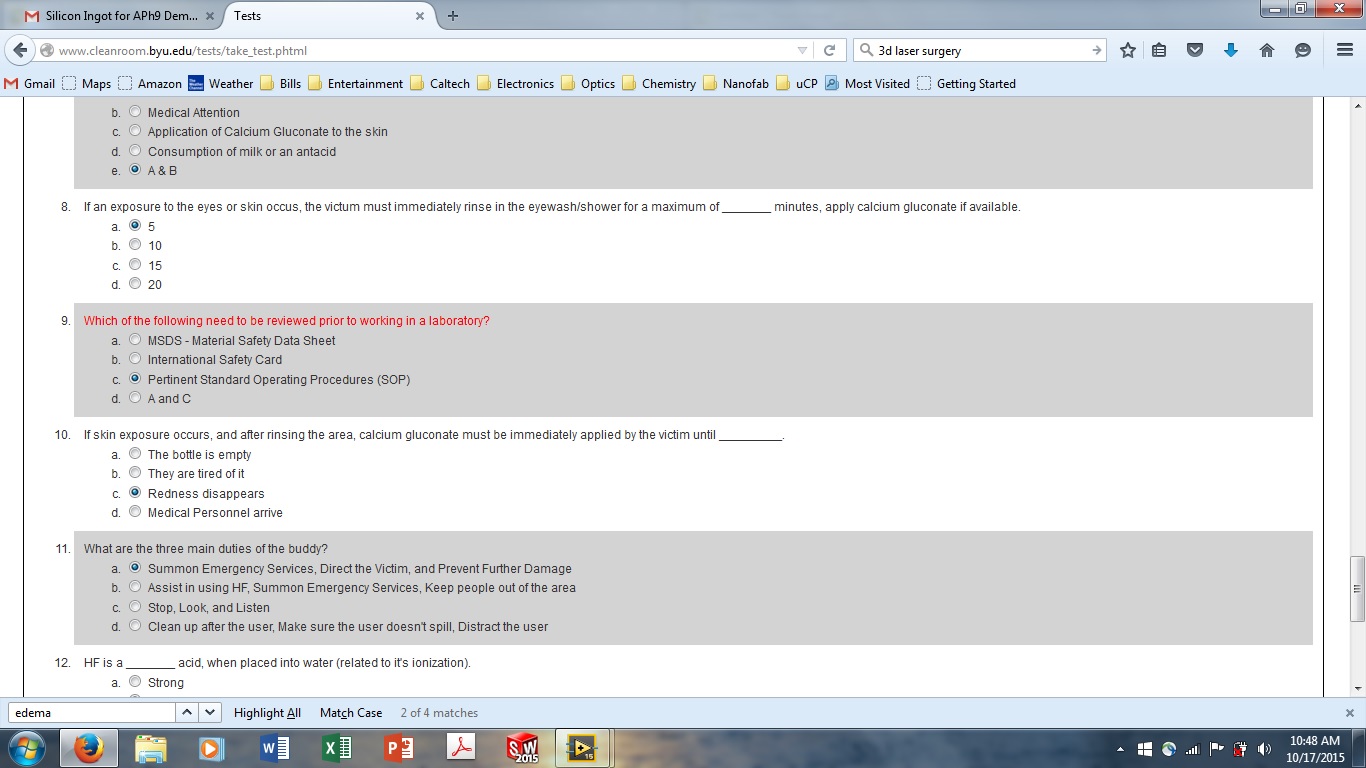 Silicon Ingot for APh9 Dem...
Tests
www.cleanroom.byu.edu/tests/take_test.phtml
3d laser surgery
Gmail Maps Amazon Weather Bills Entertainment Caltech Electronics Optics Chemistry Nanofab uCP Most Visited Getting Started
b. Medical Attention
c. Application of Calcium Gluconate to the skin
d. Consumption of milk or an antacid
e. A & B
8. If an exposure to the eyes or skin occus, the victum must immediately rinse in the eyewash/shower for a maximum of _______ minutes, apply calcium gluconate if available.
a. 5
b. 10
c. 15
d. 20
9. Which of the following need to be reviewed prior to working in a laboratory?
a. MSDS - Material Safety Data Sheet
b. International Safety Card
c. Pertinent Standard Operating Procedures (SOP)
d. A and C
10. If skin exposure occurs, and after rinsing the area, calcium gluconate must be immediately applied by the victim until _________.
a. The bottle is empty
b. They are tired of it
c. Redness disappears
d. Medical Personnel arrive
11. What are the three main duties of the buddy?
a. Summon Emergency Services, Direct the Victim, and Prevent Further Damage
b. Assist in using HF, Summon Emergency Services, Keep people out of the area
c. Stop, Look, and Listen
d. Clean up after the user, Make sure the user doesn't spill, Distract the user
12. HF is a _______ acid, when placed into water (related to it's ionization).
a. Strong
edema Highlight All Match Case 2 of 4 matches
SW 2015
15
10:48 AM
10/17/2015